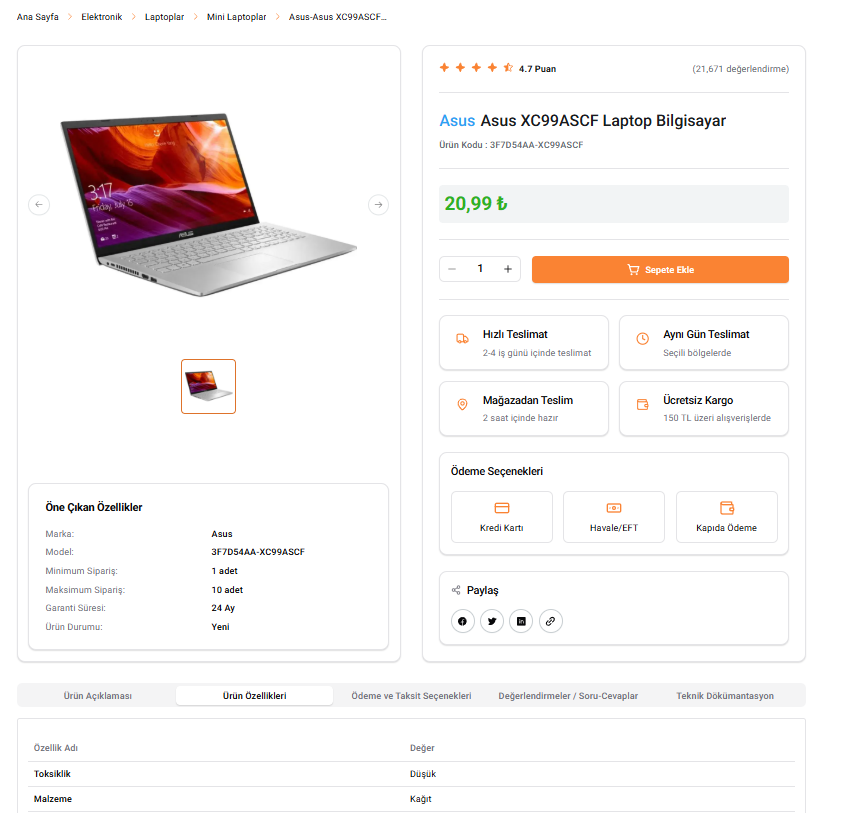 Ana Sayfa > Elektronik > Laptoplar > Mini Laptoplar > Asus-Asus XC99ASCF...
3:17
Friday, July 15
ASUS
4.7 Puan (21,671 değerlendirme)
Asus Asus XC99ASCF Laptop Bilgisayar
Ürün Kodu : 3F7D54AA-XC99ASCF
20,99 ₺
− 1 + Sepete Ekle
Hızlı Teslimat
2-4 iş günü içinde teslimat
Aynı Gün Teslimat
Seçili bölgelerde
Mağazadan Teslim
2 saat içinde hazır
Ücretsiz Kargo
150 TL üzeri alışverişlerde
Ödeme Seçenekleri
Kredi Kartı
Havale/EFT
Kapıda Ödeme
Paylaş
Öne Çıkan Özellikler
Marka: Asus
Model: 3F7D54AA-XC99ASCF
Minimum Sipariş: 1 adet
Maksimum Sipariş: 10 adet
Garanti Süresi: 24 Ay
Ürün Durumu: Yeni
Ürün Açıklaması Ürün Özellikleri Ödeme ve Taksit Seçenekleri Değerlendirmeler / Soru-Cevaplar Teknik Dökümantasyon
Özellik Adı Değer
Toksiklik Düşük
Malzeme Kağıt